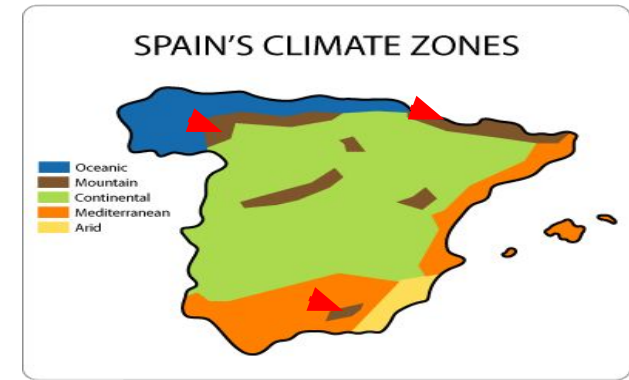 SPAIN'S CLIMATE ZONES
Oceanic
Mountain
Continental
Mediterranean
Arid